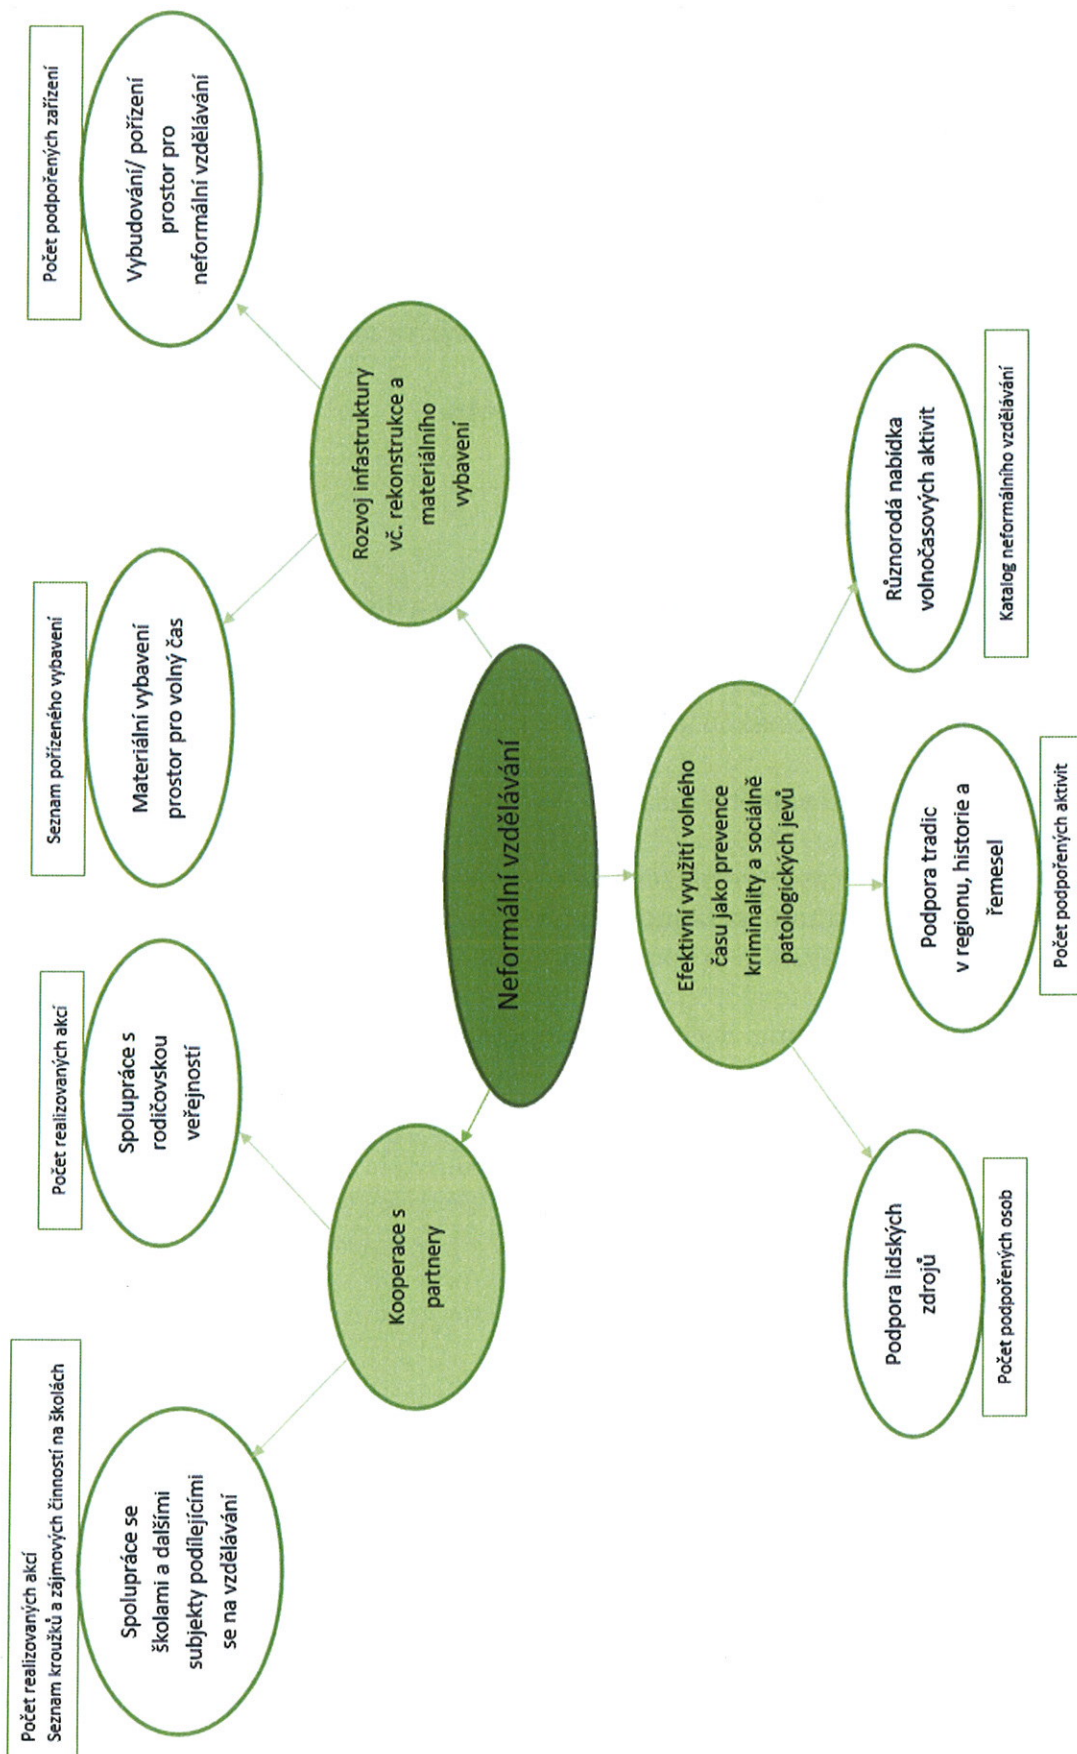 Počet realizovaných akcí
Seznam kroužků a zájmových činností na školách
Počet realizovaných akcí
Seznam pořízeného vybavení
Počet podpořených zařízení
Spolupráce se
školami a dalšími
subjekty podílejícími
se na vzdělávání
Spolupráce s
rodičovskou
veřejností
Materiální vybavení
prostor pro volný čas
Vybudování/ pořízení
prostor pro
neformální vzdělávání
Kooperace s
partnery
Rozvoj infastruktury
vč. rekonstrukce a
materiálního
vybavení
Neformální vzdělávání
Efektivní využití volného
času jako prevence
kriminality a sociálně
patologických jevů
Podpora lidských
zdrojů
Podpora tradic
v regionu, historie a
řemesel
Různorodá nabídka
volnočasových aktivit
Počet podpořených osob
Počet podpořených aktivit
Katalog neformálního vzdělávání